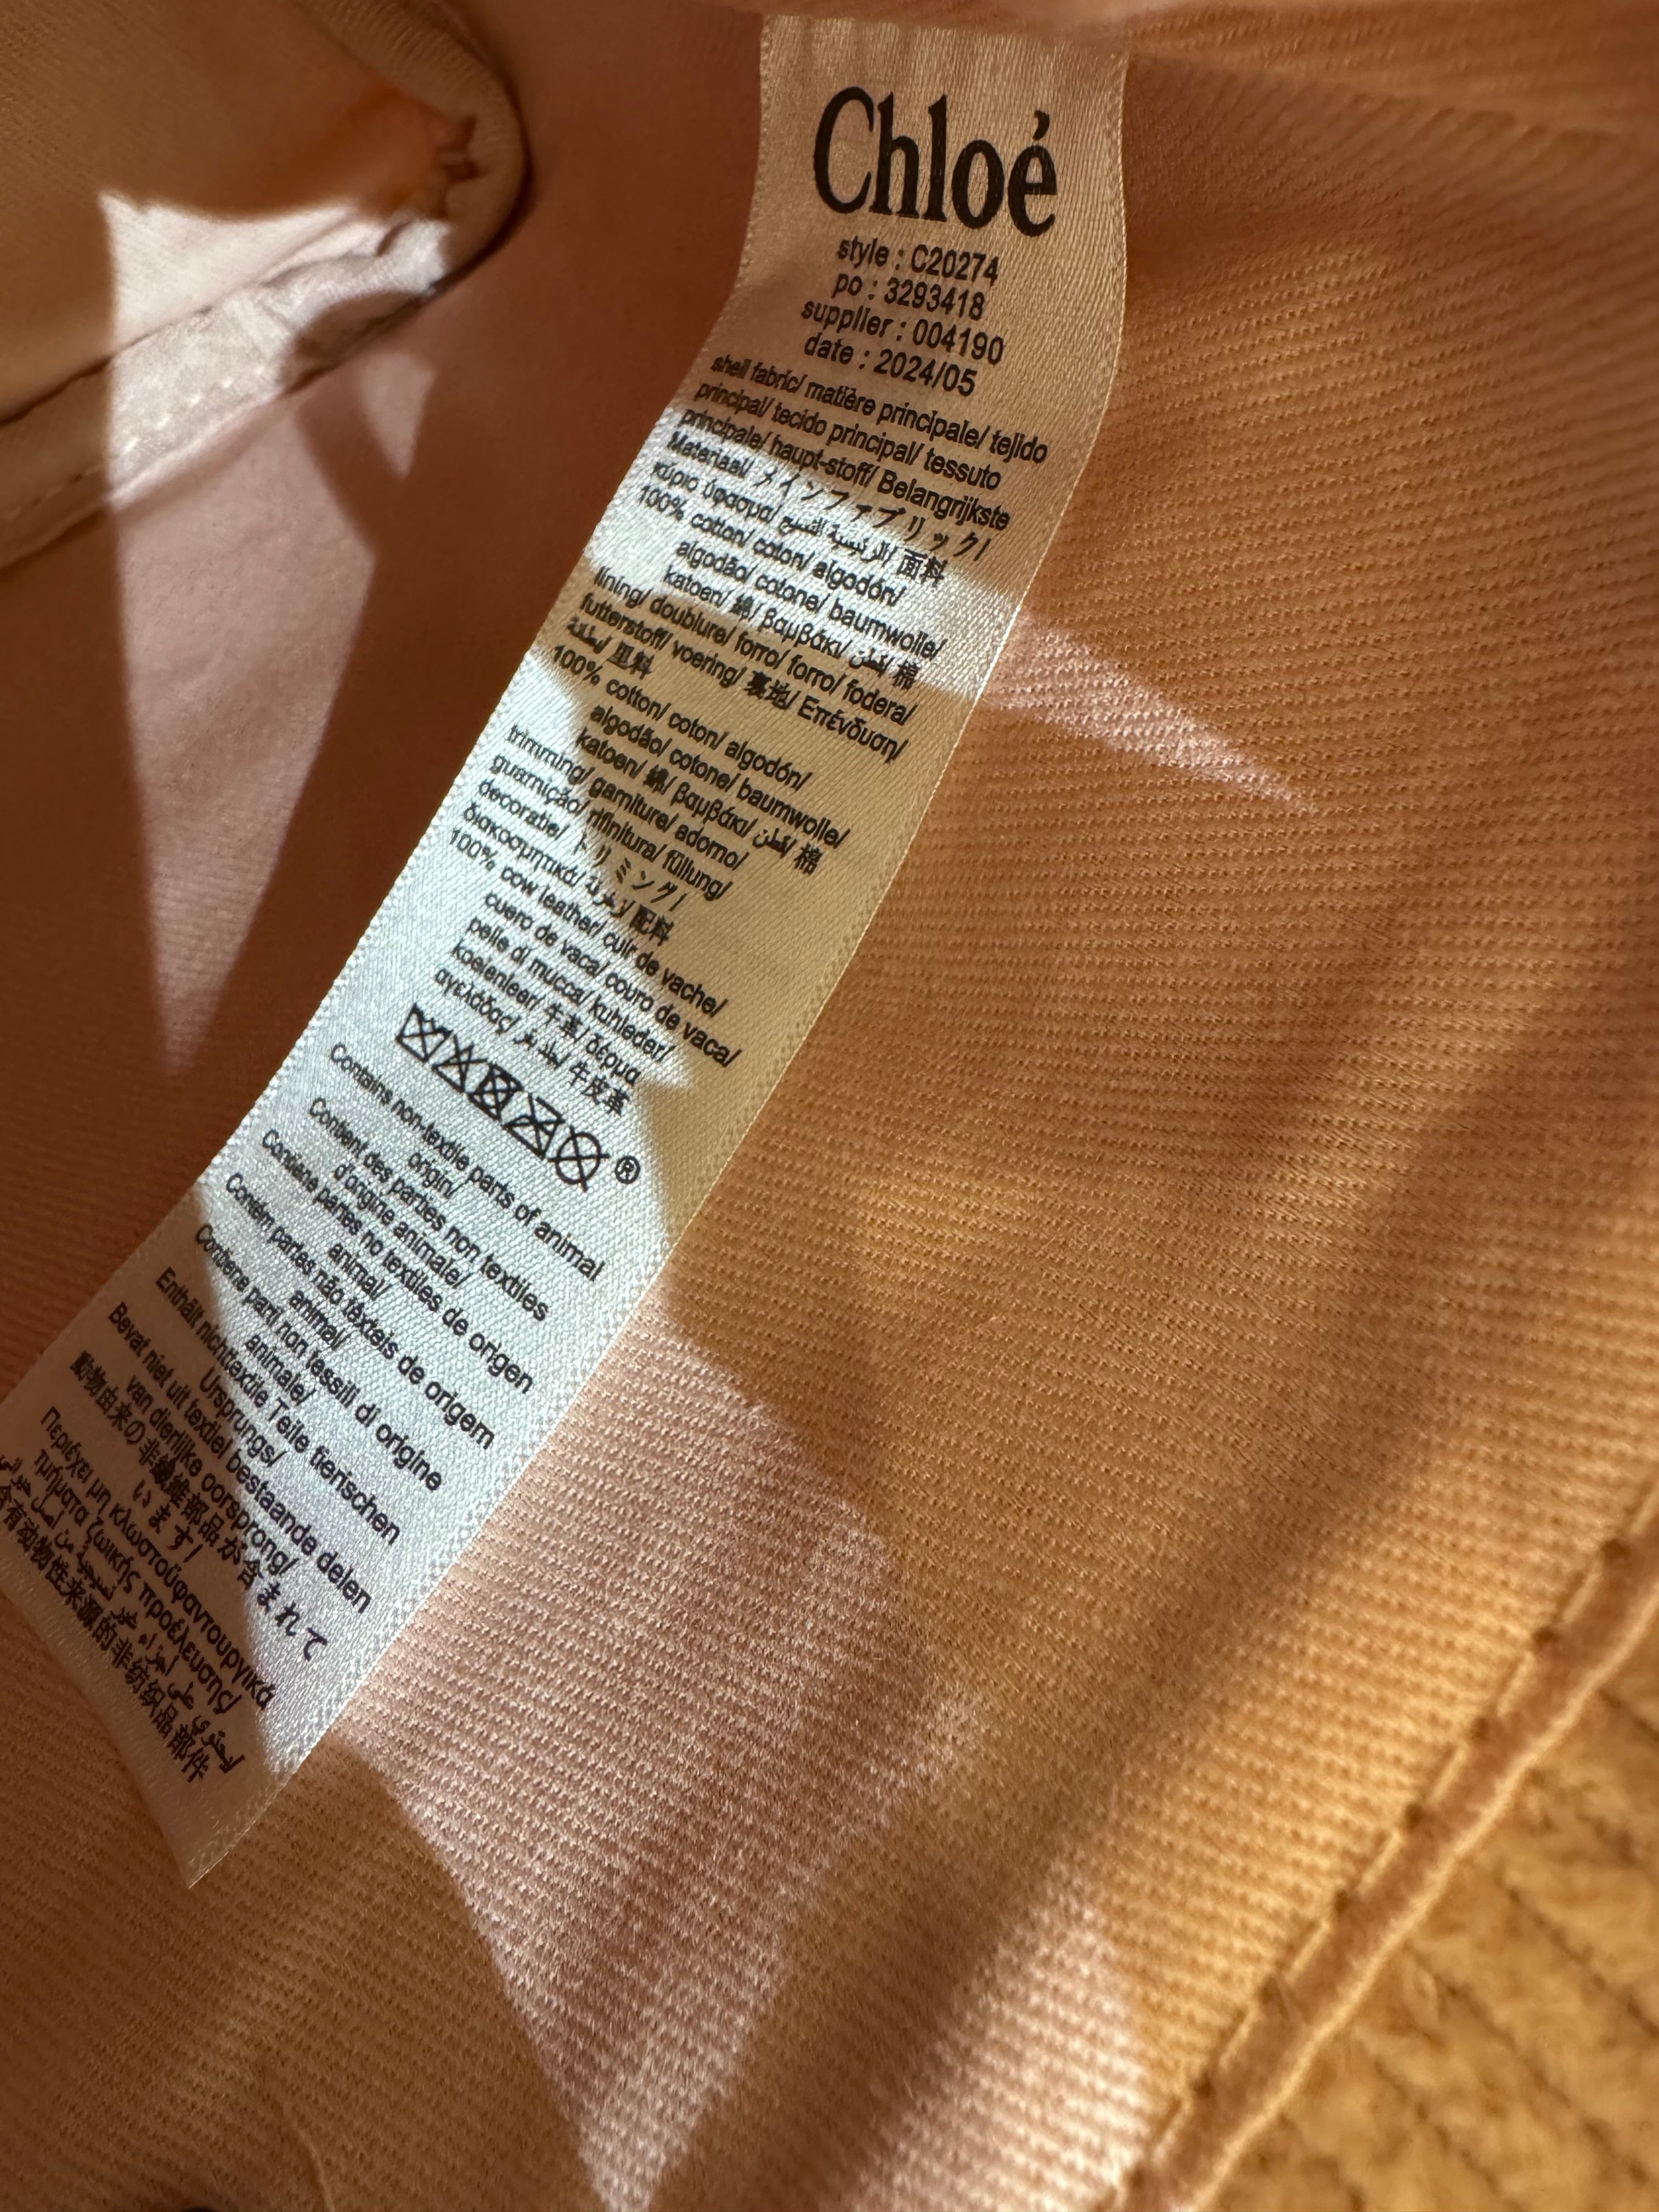 Chloé
style : C20274
po : 3293418
supplier : 004190
date : 2024/05
shell fabric/ matière principale/ tejido
principal/ tecido principal/ tessuto
principale/ haupt-stoff/ Belangrijkste
Materiaal/ メインファブリック/
κύριο ύφασμα/ الرئيسية النسيج/ 面料
100% cotton/ coton/ algodón/
algodão/ cotone/ baumwolle/
katoen/ 綿/ βαμβάκι/ قطن/ 棉
lining/ doublure/ forro/ forro/ fodera/
futterstoff/ voering/ 裏地/ Επένδυση/
بطانة/ 里料
100% cotton/ coton/ algodón/
algodão/ cotone/ baumwolle/
katoen/ 綿/ βαμβάκι/ قطن/ 棉
trimming/ garniture/ adorno/
guarnição/ rifinitura/ füllung/
decoratie/ トリミング/
διακοσμητικά/ زخرفة/ 配料
100% cow leather/ cuir de vache/
cuero de vaca/ couro de vaca/
pelle di mucca/ kuhleder/
koeienleer/ 牛革/ δέρμα
αγελάδας/ جلد بقر/ 牛皮革
®
Contains non-textile parts of animal
origin/
Contient des parties non textiles
d'origine animale/
Contiene partes no textiles de origen
animal/
Contém partes não têxteis de origem
animal/
Contiene parti non tessili di origine
animale/
Enthält nichttextile Teile tierischen
Ursprungs/
Bevat niet uit textiel bestaande delen
van dierlijke oorsprong/
動物由来の非繊維部品が含まれて
います/
Περιέχει μη κλωστοϋφαντουργικά
τμήματα ζωικής προέλευσης/
يحتوي على أجزاء غير نسيجية من أصل حيواني/
含有动物性来源的非纺织品部件